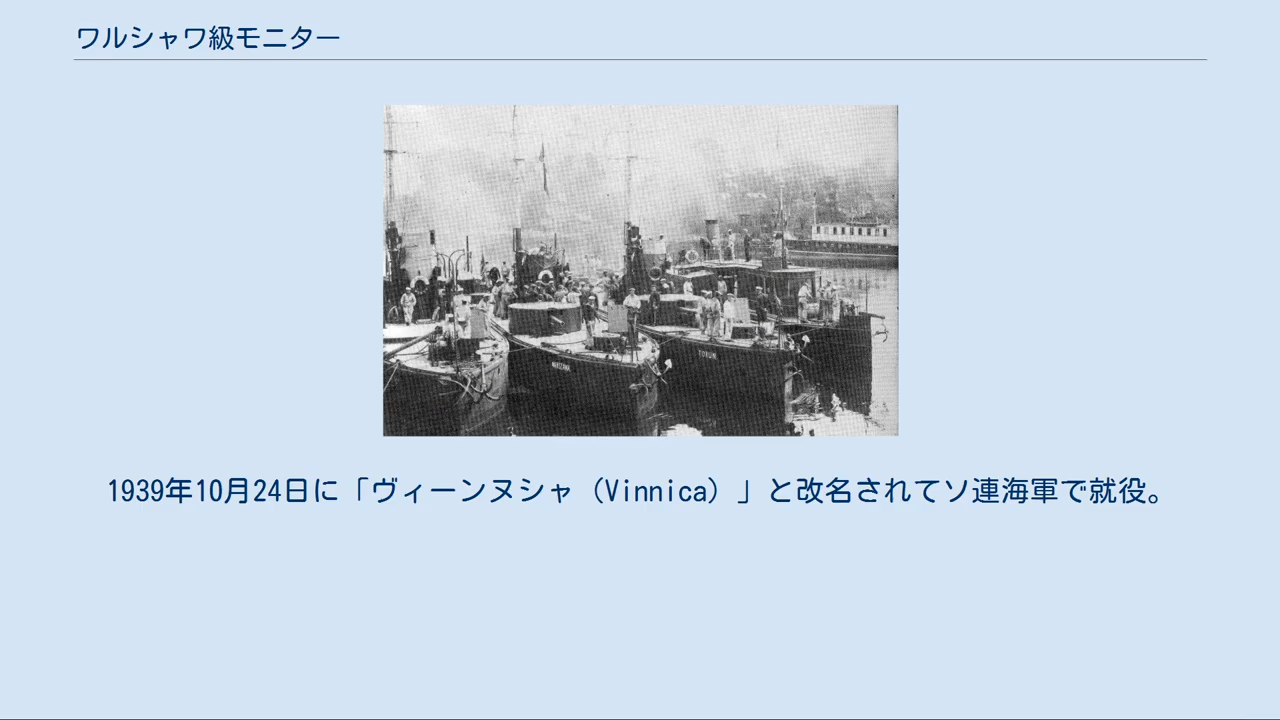 ワルシャワ級モニター
TORUŃ
1939年10月24日に「ヴィーンヌシャ（Vinnica）」と改名されてソ連海軍で就役。